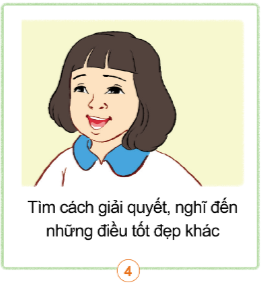 Tìm cách giải quyết, nghĩ đến
những điều tốt đẹp khác
4